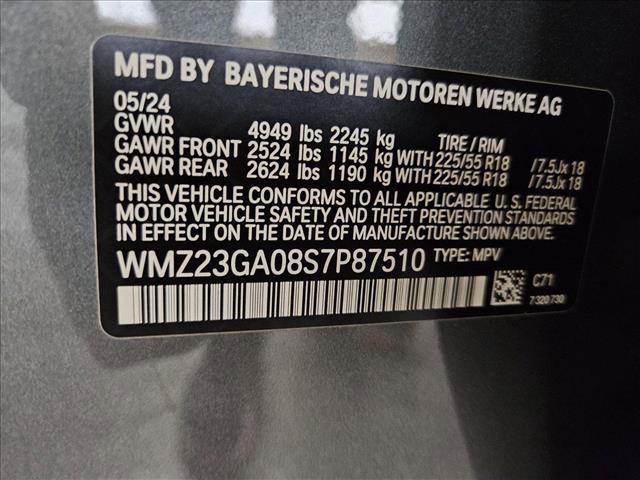 MFD BY BAYERISCHE MOTOREN WERKE AG
05/24
GVWR 4949 lbs 2245 kg TIRE / RIM
GAWR FRONT 2524 lbs 1145 kg WITH 225/55 R18 /7.5Jx 18
GAWR REAR 2624 lbs 1190 kg WITH 225/55 R18 /7.5Jx 18
THIS VEHICLE CONFORMS TO ALL APPLICABLE U.S. FEDERAL
MOTOR VEHICLE SAFETY AND THEFT PREVENTION STANDARDS
IN EFFECT ON THE DATE OF MANUFACTURE SHOWN ABOVE.
WMZ23GA08S7P87510 TYPE: MPV
C71
7 320 730